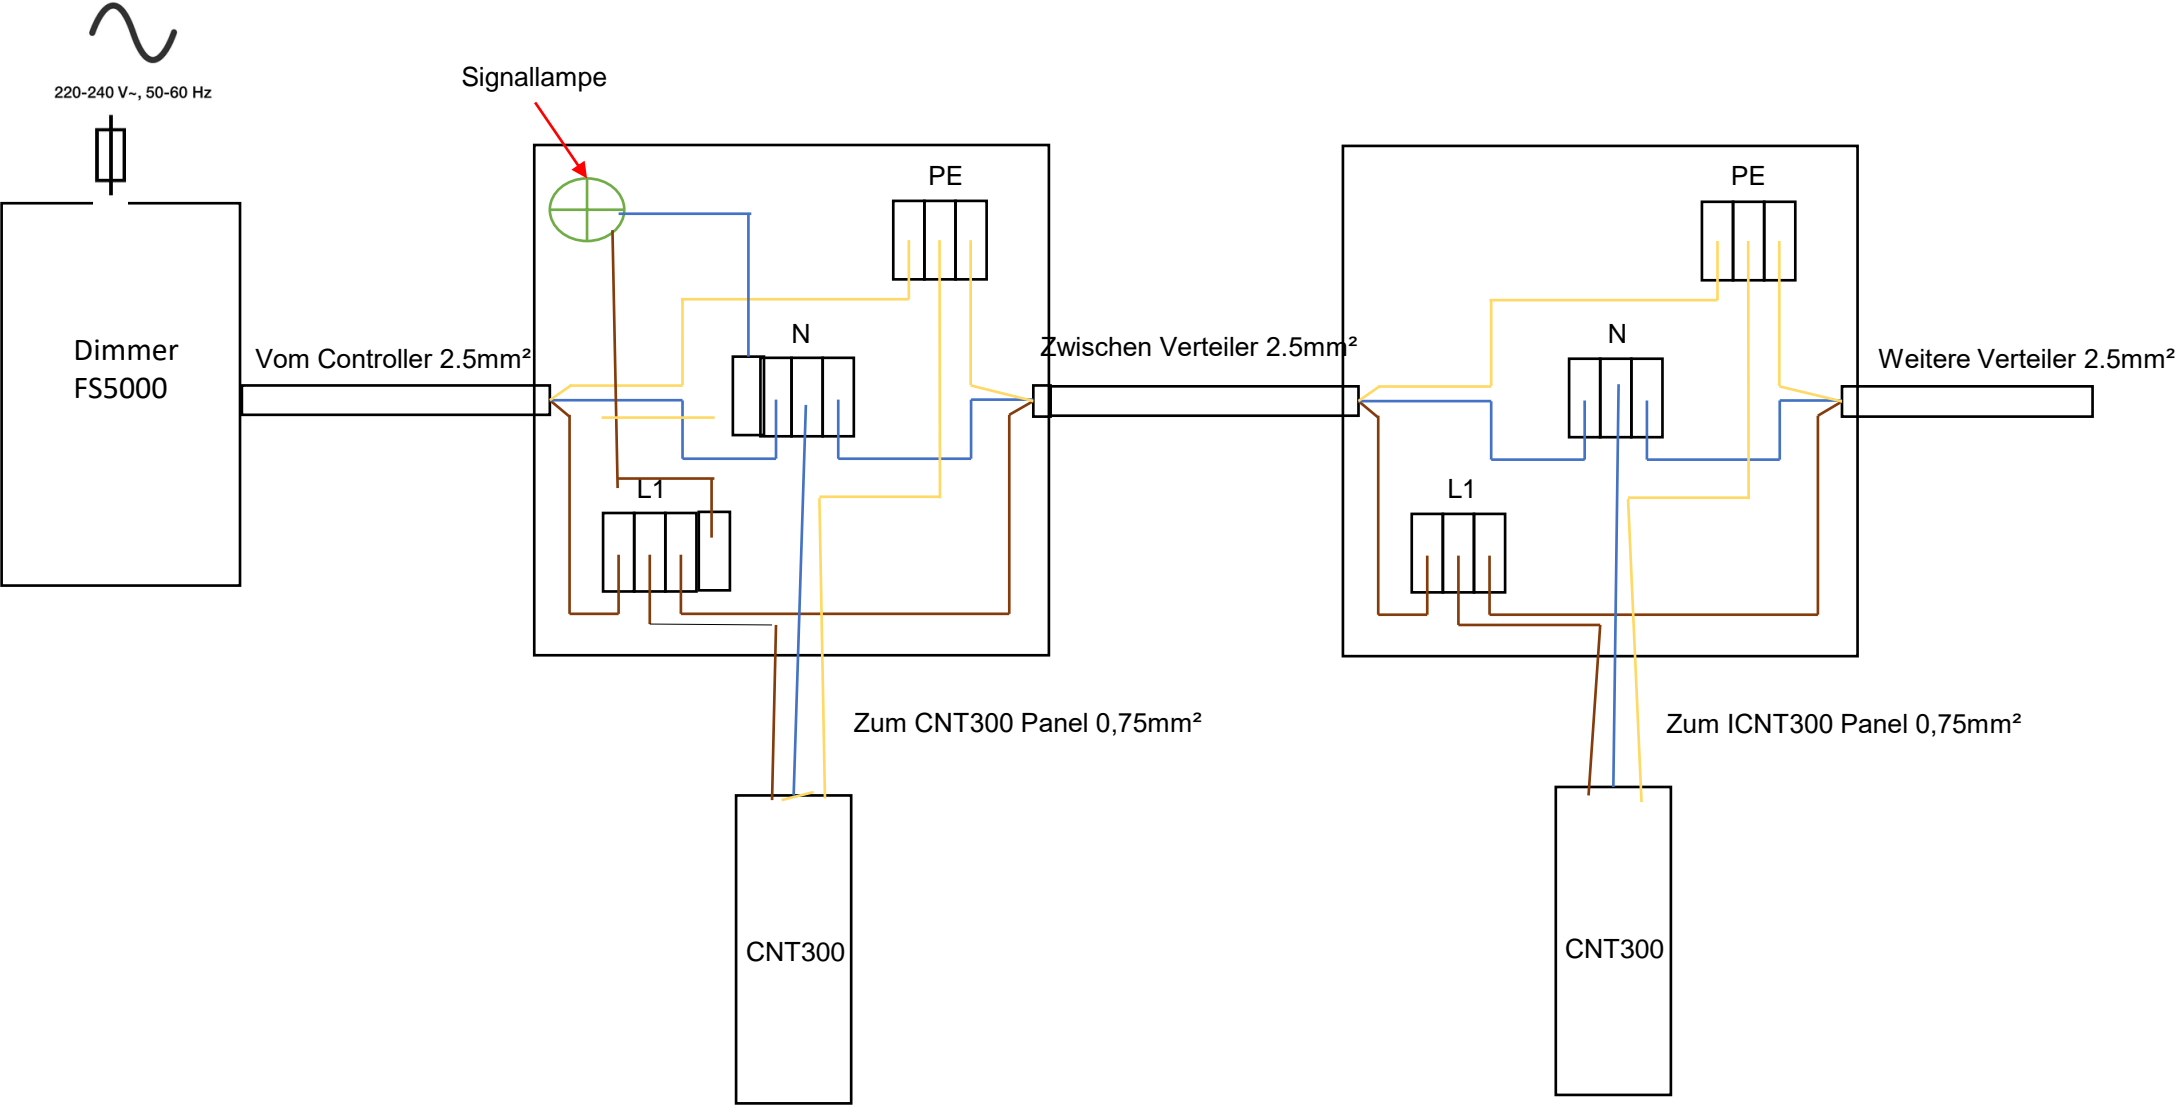 220-240 V~, 50-60 Hz
Signallampe
PE
PE
N
N
Dimmer
FS5000
Vom Controller 2.5mm²
Zwischen Verteiler 2.5mm²
Weitere Verteiler 2.5mm²
L1
L1
Zum CNT300 Panel 0,75mm²
Zum ICNT300 Panel 0,75mm²
CNT300
CNT300